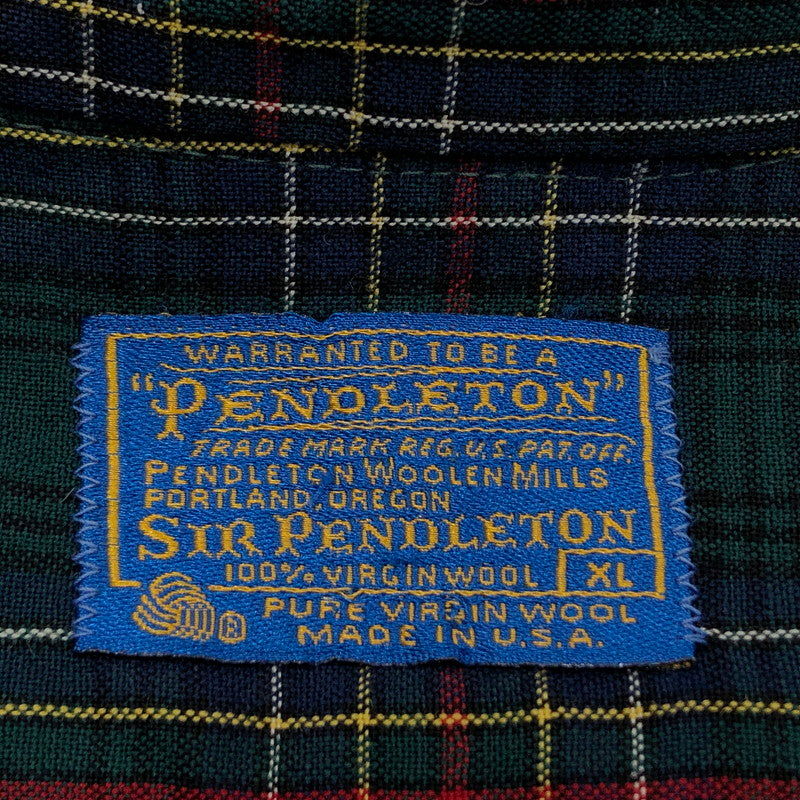 WARRANTED TO BE A
"PENDLETON"
TRADE MARK REG. U.S. PAT. OFF.
PENDLETON WOOLEN MILLS
PORTLAND, OREGON
SIR PENDLETON
100% VIRGIN WOOL XL
® PURE VIRGIN WOOL
MADE IN U.S.A.